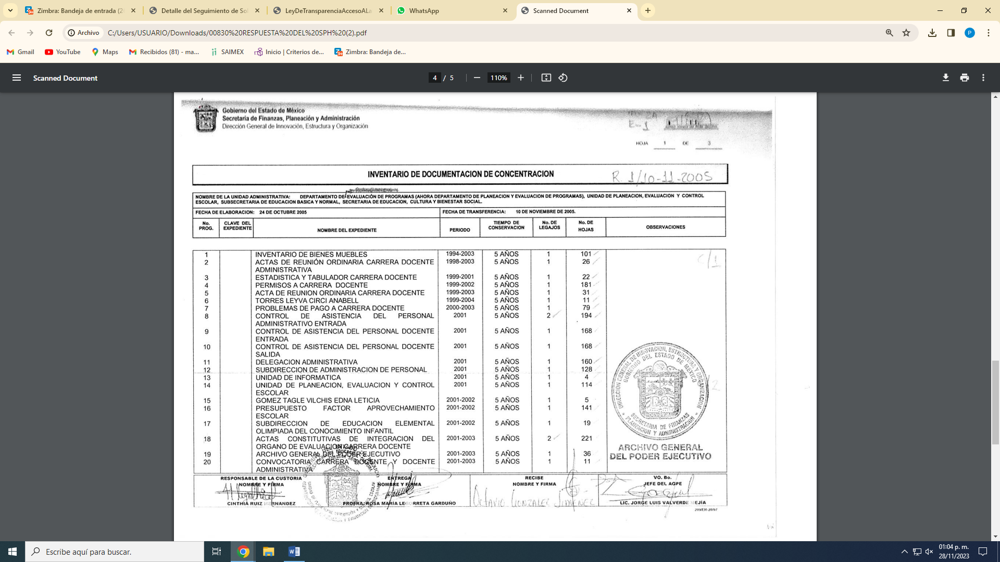 Zimbra: Bandeja de entrada (2
Detalle del Seguimiento de Sol
LeyDeTransparenciaAccesoALa
WhatsApp
Scanned Document
Archivo
C:/Users/USUARIO/Downloads/00830%20RESPUESTA%20DEL%20SPH%20(2).pdf
P
Gmail
YouTube
Maps
Recibidos (81) - ma...
SAIMEX
Inicio | Criterios de...
Zimbra: Bandeja de...
Scanned Document
4 / 5
110%
Gobierno del Estado de México
Secretaría de Finanzas, Planeación y Administración
Dirección General de Innovación, Estructura y Organización
E-1
HOJA 1 DE 3
INVENTARIO DE DOCUMENTACION DE CONCENTRACION
R. 1/10-11-2005
NOMBRE DE LA UNIDAD ADMINISTRATIVA: DEPARTAMENTO DE EVALUACIÓN DE PROGRAMAS (AHORA DEPARTAMENTO DE PLANEACION Y EVALUACION DE PROGRAMAS), UNIDAD DE PLANEACION, EVALUACION Y CONTROL
ESCOLAR, SUBSECRETARIA DE EDUCACION BASICA Y NORMAL, SECRETARIA DE EDUCACION, CULTURA Y BIENESTAR SOCIAL.
FECHA DE ELABORACION: 24 DE OCTUBRE 2005
FECHA DE TRANSFERENCIA: 10 DE NOVIEMBRE DE 2005.
No. PROG.
CLAVE DEL EXPEDIENTE
NOMBRE DEL EXPEDIENTE
PERIODO
TIEMPO DE CONSERVACION
No. DE LEGAJOS
No. DE HOJAS
OBSERVACIONES
1 INVENTARIO DE BIENES MUEBLES 1994-2003 5 AÑOS 1 101
C/1
2 ACTAS DE REUNIÓN ORDINARIA CARRERA DOCENTE 1998-2003 5 AÑOS 1 26
ADMINISTRATIVA
3 ESTADISTICA Y TABULADOR CARRERA DOCENTE 1999-2001 5 AÑOS 1 22
4 PERMISOS A CARRERA DOCENTE 1999-2002 5 AÑOS 1 181
5 ACTA DE REUNION ORDINARIA CARRERA DOCENTE 1999-2003 5 AÑOS 1 31
6 TORRES LEYVA CIRCI ANABELL 1999-2004 5 AÑOS 1 11
7 PROBLEMAS DE PAGO A CARRERA DOCENTE 2000-2003 5 AÑOS 1 79
8 CONTROL DE ASISTENCIA DEL PERSONAL 2001 5 AÑOS 2 194
ADMINISTRATIVO ENTRADA
9 CONTROL DE ASISTENCIA DEL PERSONAL DOCENTE 2001 5 AÑOS 1 168
ENTRADA
10 CONTROL DE ASISTENCIA DEL PERSONAL DOCENTE 2001 5 AÑOS 1 168
SALIDA
11 DELEGACION ADMINISTRATIVA 2001 5 AÑOS 1 160
12 SUBDIRECCION DE ADMINISTRACION DE PERSONAL 2001 5 AÑOS 1 128
13 UNIDAD DE INFORMATICA 2001 5 AÑOS 1 4
14 UNIDAD DE PLANEACION, EVALUACION Y CONTROL 2001 5 AÑOS 1 114
ESCOLAR
15 GOMEZ TAGLE VILCHIS EDNA LETICIA 2001-2002 5 AÑOS 1 5
16 PRESUPUESTO FACTOR APROVECHAMIENTO 2001-2002 5 AÑOS 1 141
ESCOLAR
17 SUBDIRECCION DE EDUCACION ELEMENTAL 2001-2002 5 AÑOS 1 19
OLIMPIADA DEL CONOCIMIENTO INFANTIL
18 ACTAS CONSTITUTIVAS DE INTEGRACION DEL 2001-2003 5 AÑOS 2 221
ORGANO DE EVALUACION CARRERA DOCENTE
19 ARCHIVO GENERAL DEL PODER EJECUTIVO 2001-2003 5 AÑOS 1 36
20 CONVOCATORIA CARRERA DOCENTE Y DOCENTE 2001-2003 5 AÑOS 1 11
ADMINISTRATIVA
DIRECCIÓN GENERAL DE INNOVACIÓN, ESTRUCTURA Y ORGANIZACIÓN
GOBIERNO DEL ESTADO DE MÉXICO
SECRETARIA DE FINANZAS
PLANEACION Y ADMINISTRACION
ARCHIVO GENERAL
DEL PODER EJECUTIVO
RESPONSABLE DE LA CUSTORIA
NOMBRE Y FIRMA
CINTHIA RUIZ HERNANDEZ
ENTREGA
NOMBRE Y FIRMA
PROFRA. ROSA MARIA LEGORRETA GARDUÑO
RECIBE
NOMBRE Y FIRMA
Octavio Gonzalez Jiménez
VO. Bo.
JEFE DEL AGPE
LIC. JORGE LUIS VALVERDE MEJÍA
209/ER-20/97
Escribe aquí para buscar.
01:04 p. m.
28/11/2023